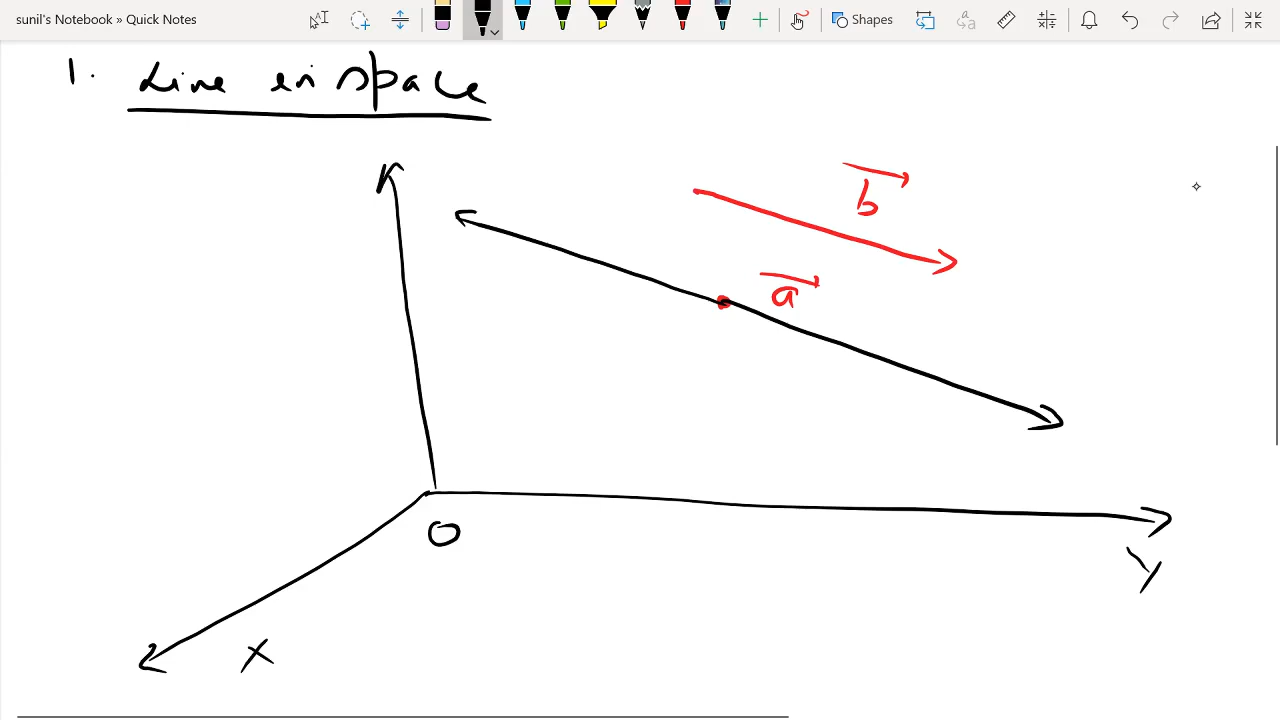 sunil's Notebook » Quick Notes
Shapes
1. Line in space
b
a
O
Y
X